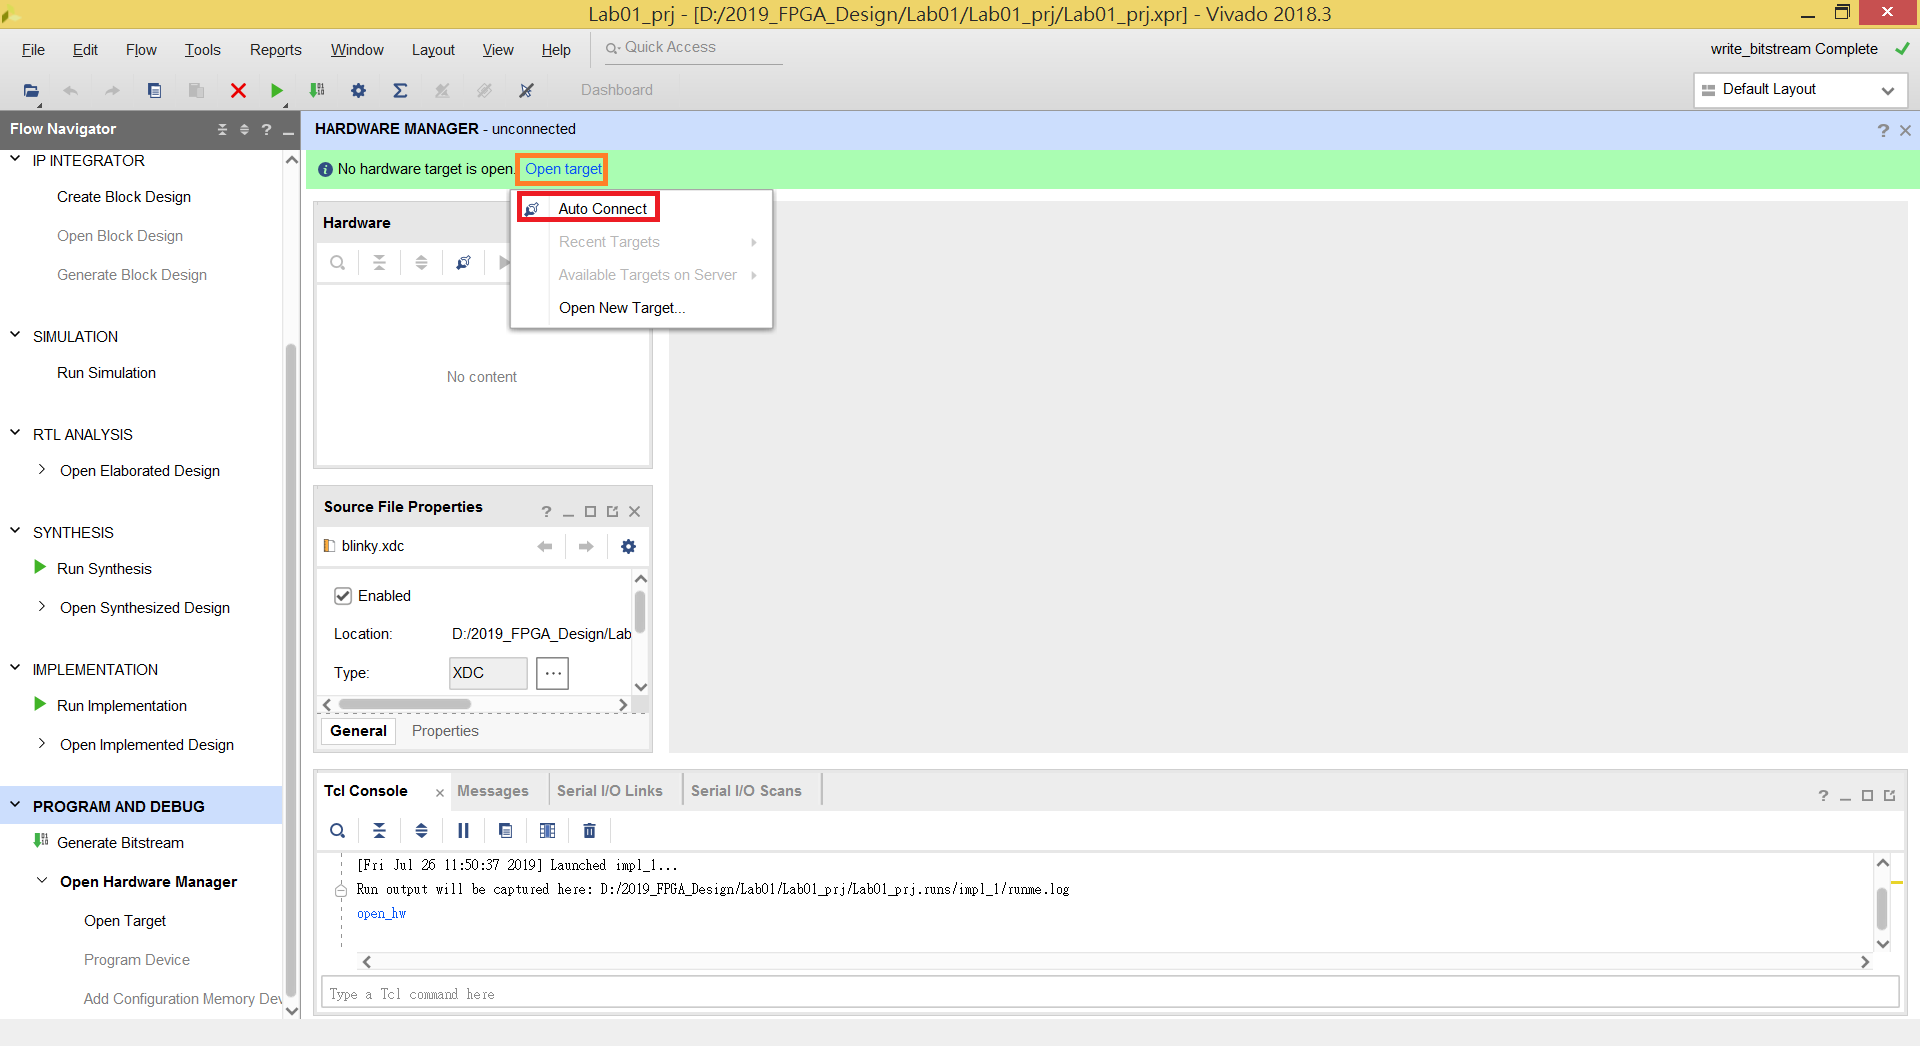 Lab01_prj - [D:/2019_FPGA_Design/Lab01/Lab01_prj/Lab01_prj.xpr] - Vivado 2018.3
File Edit Flow Tools Reports Window Layout View Help Quick Access
write_bitstream Complete
Dashboard
Default Layout
Flow Navigator
HARDWARE MANAGER - unconnected
No hardware target is open. Open target
Auto Connect
Recent Targets
Available Targets on Server
Open New Target...
IP INTEGRATOR
Create Block Design
Open Block Design
Generate Block Design
SIMULATION
Run Simulation
RTL ANALYSIS
Open Elaborated Design
SYNTHESIS
Run Synthesis
Open Synthesized Design
IMPLEMENTATION
Run Implementation
Open Implemented Design
PROGRAM AND DEBUG
Generate Bitstream
Open Hardware Manager
Open Target
Program Device
Add Configuration Memory Dev
Hardware
No content
Source File Properties
blinky.xdc
Enabled
Location: D:/2019_FPGA_Design/Lab
Type: XDC ...
General Properties
Tcl Console Messages Serial I/O Links Serial I/O Scans
[Fri Jul 26 11:50:37 2019] Launched impl_1...
Run output will be captured here: D:/2019_FPGA_Design/Lab01/Lab01_prj/Lab01_prj.runs/impl_1/runme.log
open_hw
Type a Tcl command here